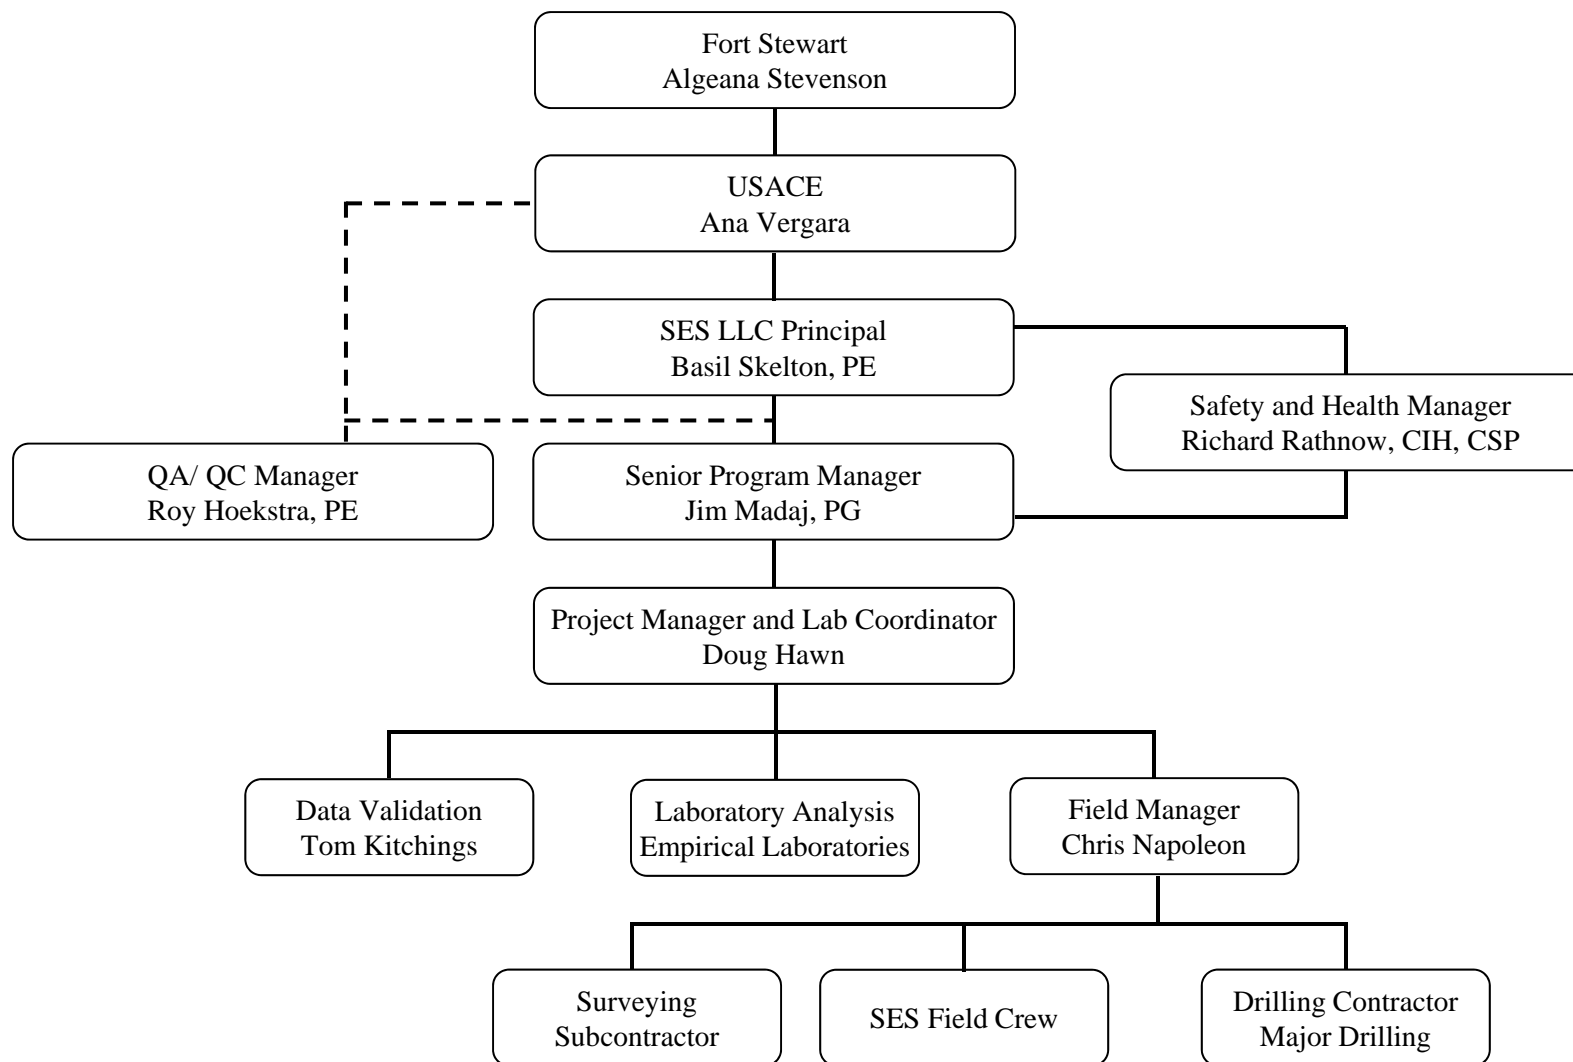 Fort Stewart
Algeana Stevenson
USACE
Ana Vergara
SES LLC Principal
Basil Skelton, PE
Safety and Health Manager
Richard Rathnow, CIH, CSP
QA/ QC Manager
Roy Hoekstra, PE
Senior Program Manager
Jim Madaj, PG
Project Manager and Lab Coordinator
Doug Hawn
Data Validation
Tom Kitchings
Laboratory Analysis
Empirical Laboratories
Field Manager
Chris Napoleon
Surveying
Subcontractor
SES Field Crew
Drilling Contractor
Major Drilling